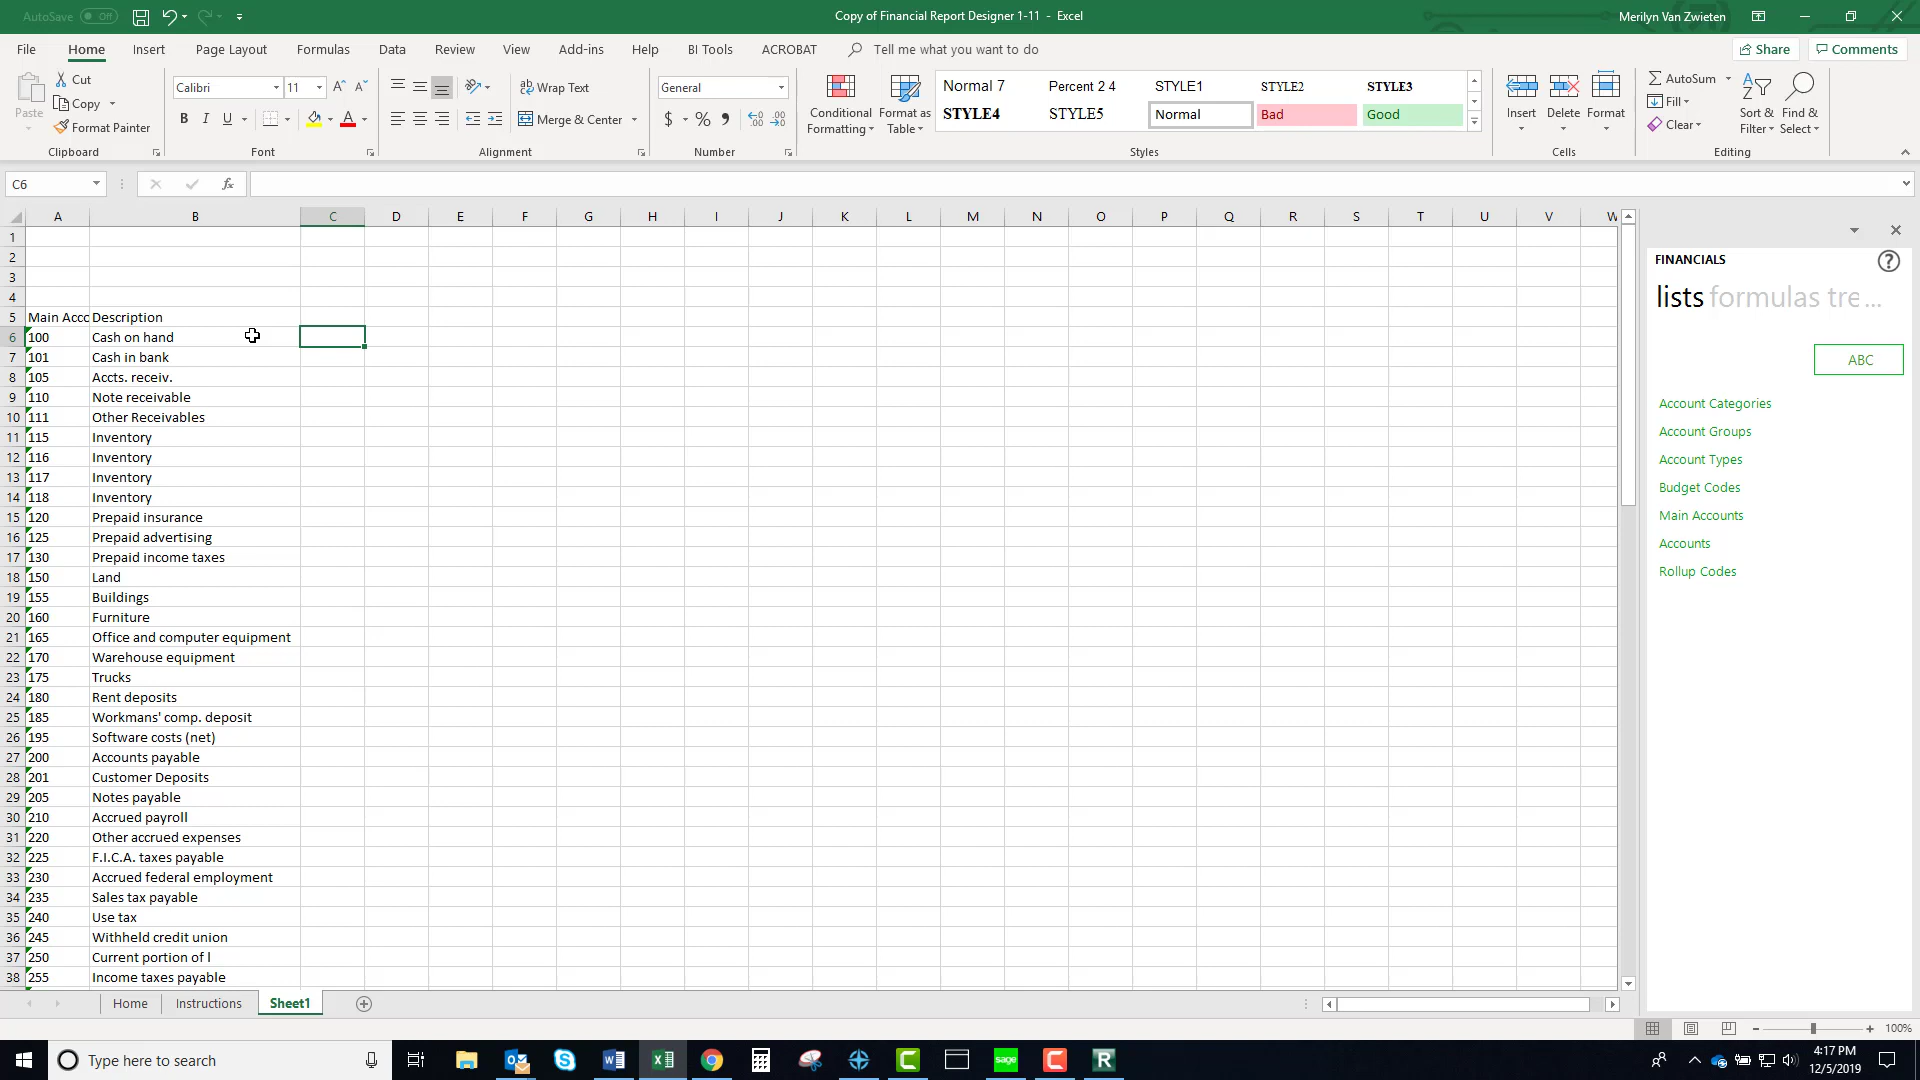 AutoSave Off
Copy of Financial Report Designer 1-11 - Excel
Merilyn Van Zwieten
File Home Insert Page Layout Formulas Data Review View Add-ins Help BI Tools ACROBAT Tell me what you want to do
Share Comments
Paste
Cut
Copy
Format Painter
Clipboard
Calibri 11
B I U
Font
Wrap Text
Merge & Center
Alignment
General
$ % 9
Number
Conditional Formatting
Format as Table
Normal 7 Percent 2 4 STYLE1 STYLE2 STYLE3
STYLE4 STYLE5 Normal Bad Good
Styles
Insert Delete Format
Cells
AutoSum
Fill
Clear
Sort & Filter
Find & Select
Editing
C6
fx
A B C D E F G H I J K L M N O P Q R S T U V W
1
2
3
4
5 Main Acco Description
6 100 Cash on hand
7 101 Cash in bank
8 105 Accts. receiv.
9 110 Note receivable
10 111 Other Receivables
11 115 Inventory
12 116 Inventory
13 117 Inventory
14 118 Inventory
15 120 Prepaid insurance
16 125 Prepaid advertising
17 130 Prepaid income taxes
18 150 Land
19 155 Buildings
20 160 Furniture
21 165 Office and computer equipment
22 170 Warehouse equipment
23 175 Trucks
24 180 Rent deposits
25 185 Workmans' comp. deposit
26 195 Software costs (net)
27 200 Accounts payable
28 201 Customer Deposits
29 205 Notes payable
30 210 Accrued payroll
31 220 Other accrued expenses
32 225 F.I.C.A. taxes payable
33 230 Accrued federal employment
34 235 Sales tax payable
35 240 Use tax
36 245 Withheld credit union
37 250 Current portion of l
38 255 Income taxes payable
FINANCIALS
lists formulas tre ...
ABC
Account Categories
Account Groups
Account Types
Budget Codes
Main Accounts
Accounts
Rollup Codes
Home Instructions Sheet1
100%
Type here to search
sage
R
4:17 PM
12/5/2019